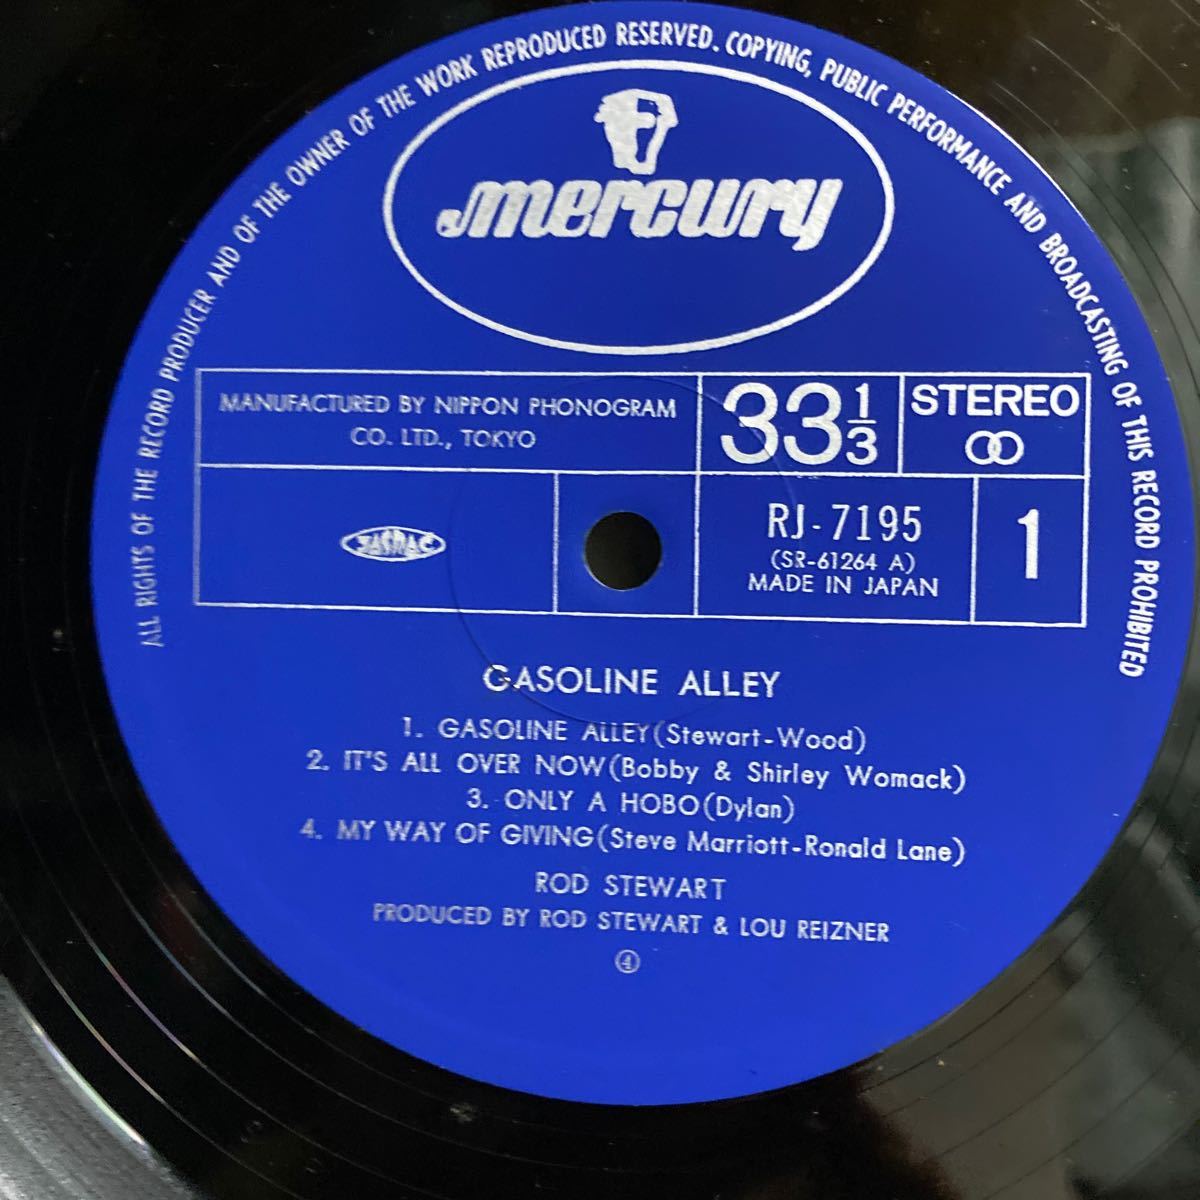 ALL RIGHTS OF THE RECORD PRODUCER AND OF THE OWNER OF THE WORK REPRODUCED RESERVED. COPYING, PUBLIC PERFORMANCE AND BROADCASTING OF THIS RECORD PROHIBITED
mercury
MANUFACTURED BY NIPPON PHONOGRAM
CO. LTD., TOKYO
33 1/3
STEREO
JASRAC
RJ-7195
(SR-61264 A)
MADE IN JAPAN
1
GASOLINE ALLEY
1. GASOLINE ALLEY(Stewart-Wood)
2. IT'S ALL OVER NOW(Bobby & Shirley Womack)
3. ONLY A HOBO(Dylan)
4. MY WAY OF GIVING(Steve Marriott-Ronald Lane)
ROD STEWART
PRODUCED BY ROD STEWART & LOU REIZNER
④